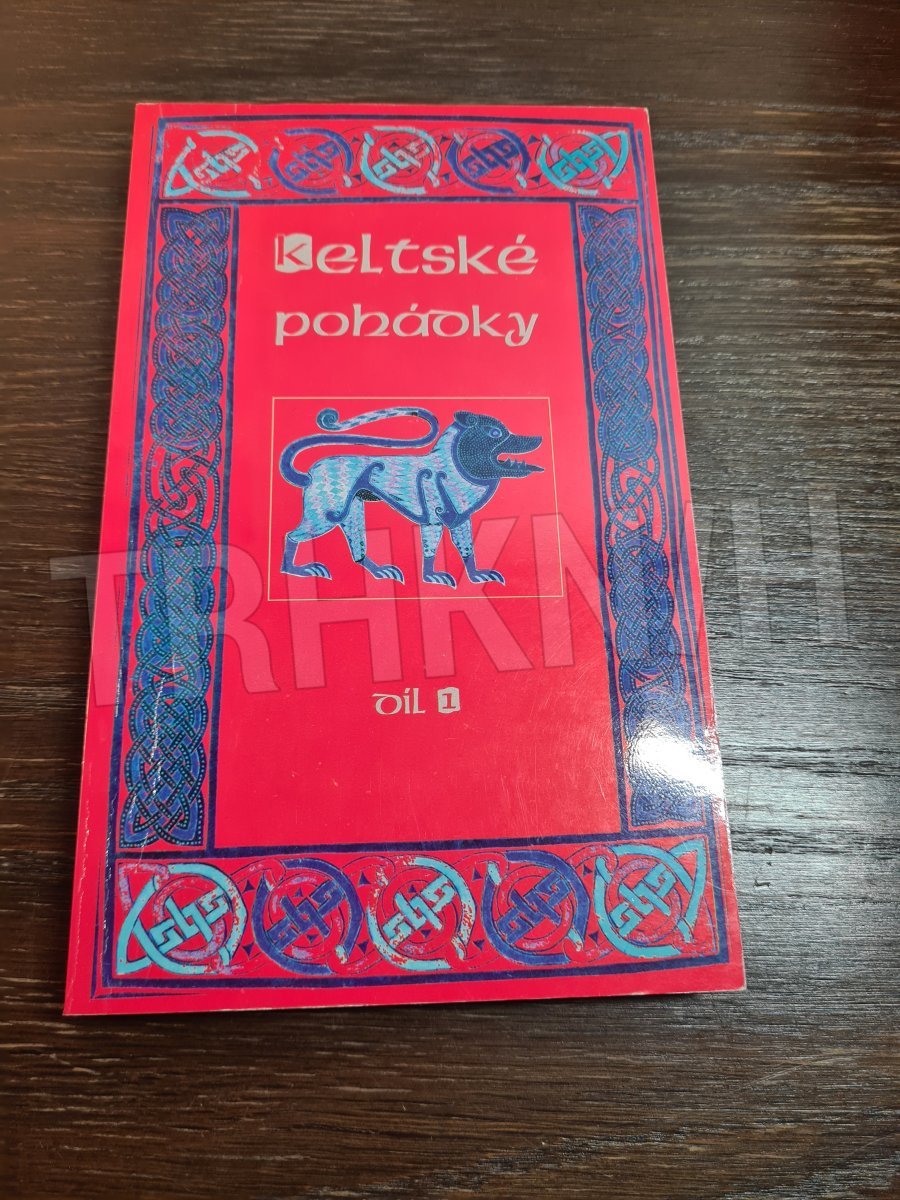 Keltské
pohádky
TRHKNIH
díl 1